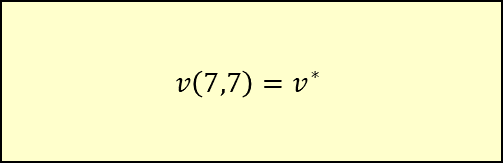 v(7,7) = v*